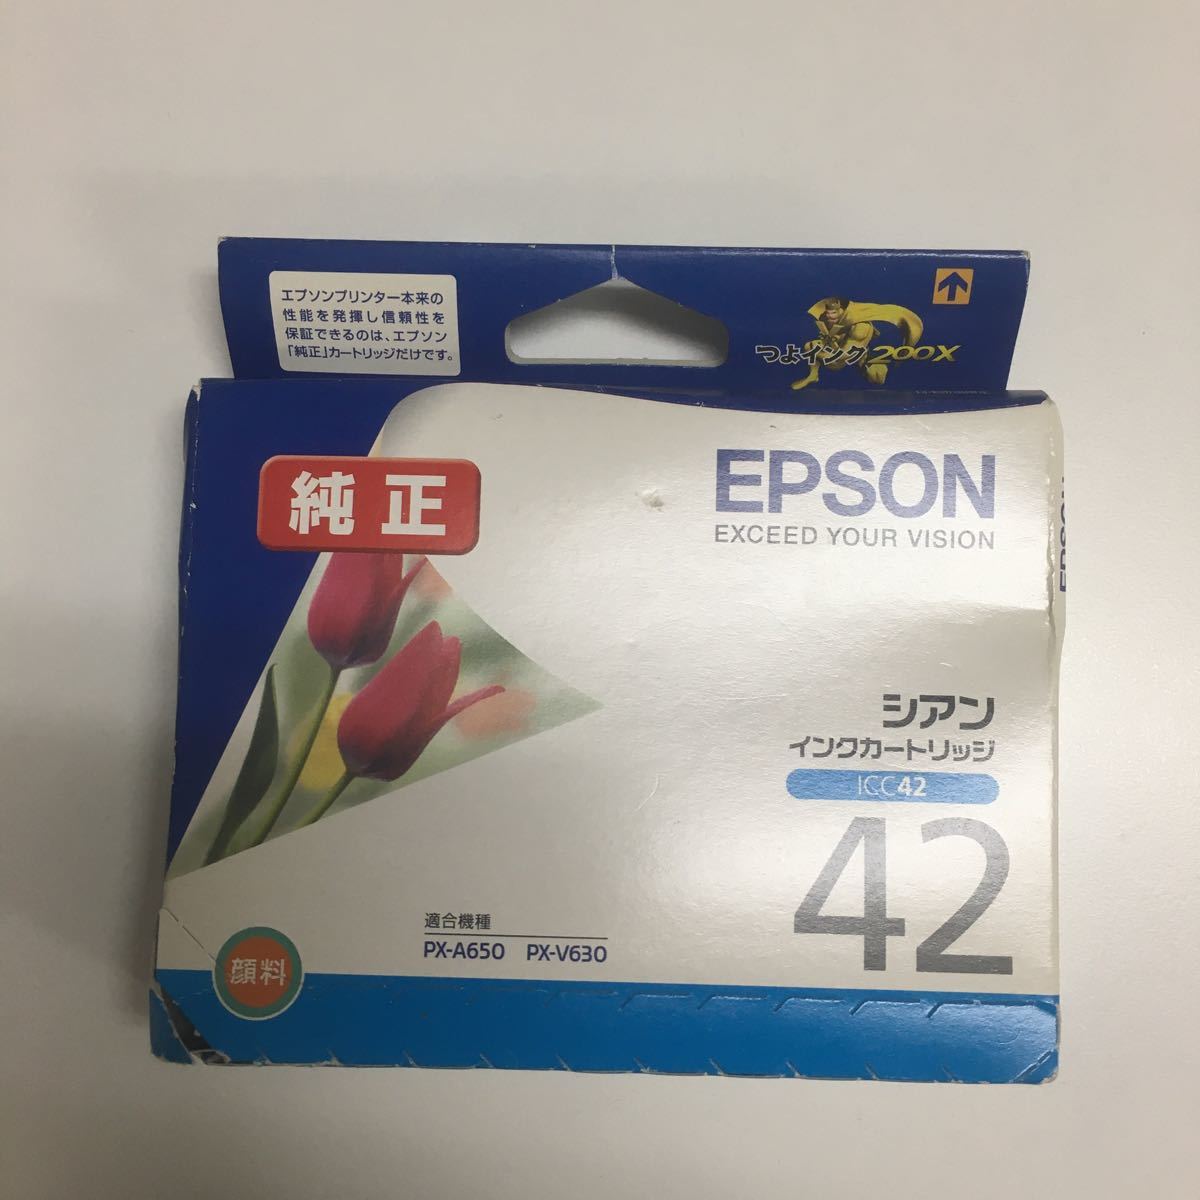 エプソンプリンター本来の
性能を発揮し信頼性を
保証できるのは、エプソン
「純正」カートリッジだけです。
つよインク200X
純正
EPSON
EXCEED YOUR VISION
EPSON
シアン
インクカートリッジ
ICC42
42
適合機種
PX-A650 PX-V630
顔料